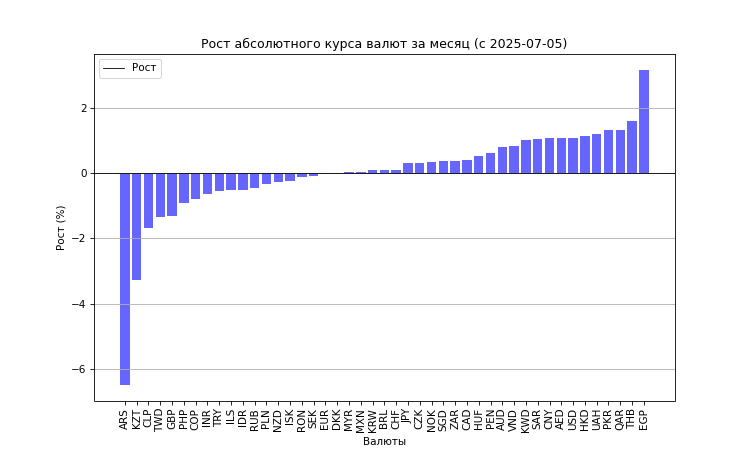 Рост абсолютного курса валют за месяц (с 2025-07-05)
Рост
2
0
−2
−4
−6
Рост (%)
ARS KZT CLP TWD GBP PHP COP INR TRY ILS IDR RUB PLN NZD ISK RON SEK EUR DKK MYR MXN KRW BRL CHF JPY CZK NOK SGD ZAR CAD HUF PEN AUD VND KWD SAR CNY AED USD HKD UAH PKR QAR THB EGP
Валюты